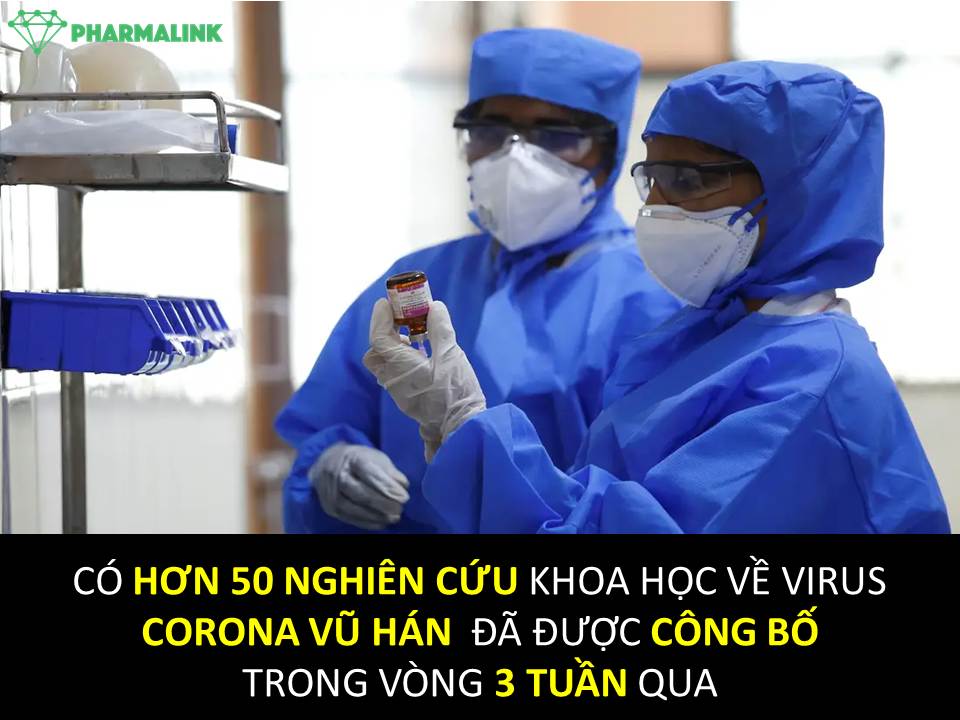 PHARMALINK
CÓ HƠN 50 NGHIÊN CỨU KHOA HỌC VỀ VIRUS
CORONA VŨ HÁN ĐÃ ĐƯỢC CÔNG BỐ
TRONG VÒNG 3 TUẦN QUA